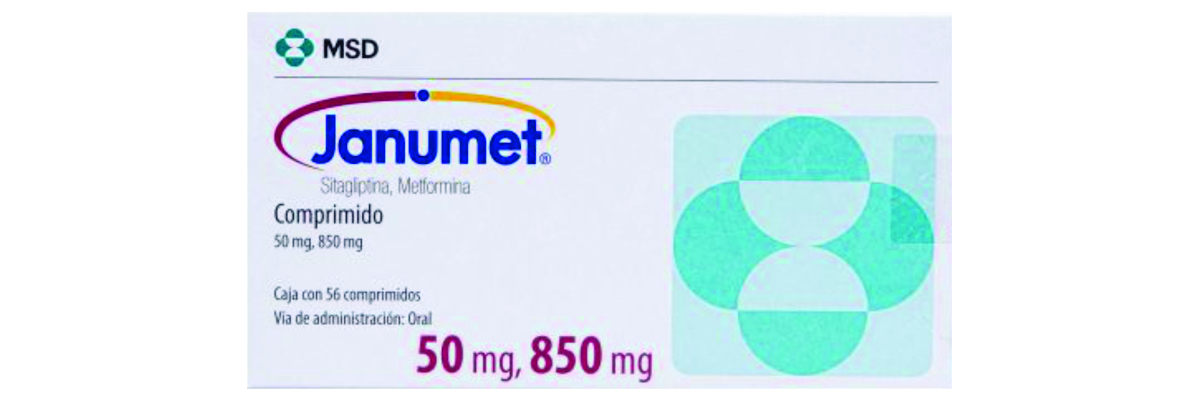 MSD
Janumet®
Sitagliptina, Metformina
Comprimido
50 mg, 850 mg
Caja con 56 comprimidos
Vía de administración: Oral
50 mg, 850 mg